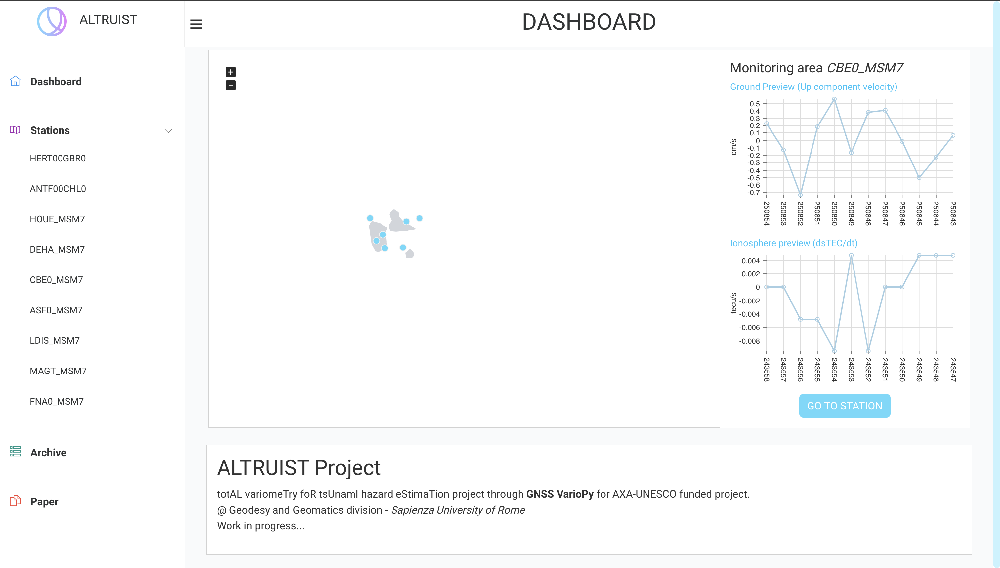 ALTRUIST
DASHBOARD
Dashboard
Stations
HERT00GBR0
ANTF00CHL0
HOUE_MSM7
DEHA_MSM7
CBE0_MSM7
ASF0_MSM7
LDIS_MSM7
MAGT_MSM7
FNA0_MSM7
Archive
Paper
+
−
Monitoring area CBE0_MSM7
Ground Preview (Up component velocity)
0.5
0.4
0.3
0.2
0.1
0
-0.1
-0.2
-0.3
-0.4
-0.5
-0.6
-0.7
cm/s
250854 250853 250852 250851 250850 250849 250848 250847 250846 250845 250844 250843
Ionosphere preview (dsTEC/dt)
0.004
0.002
0
-0.002
-0.004
-0.006
-0.008
tecu/s
243558 243557 243556 243555 243554 243553 243552 243551 243550 243549 243548 243547
GO TO STATION
ALTRUIST Project
totAL variomeTry foR tsUnamI hazard eStimaTion project through GNSS VarioPy for AXA-UNESCO funded project.
@ Geodesy and Geomatics division - Sapienza University of Rome
Work in progress...